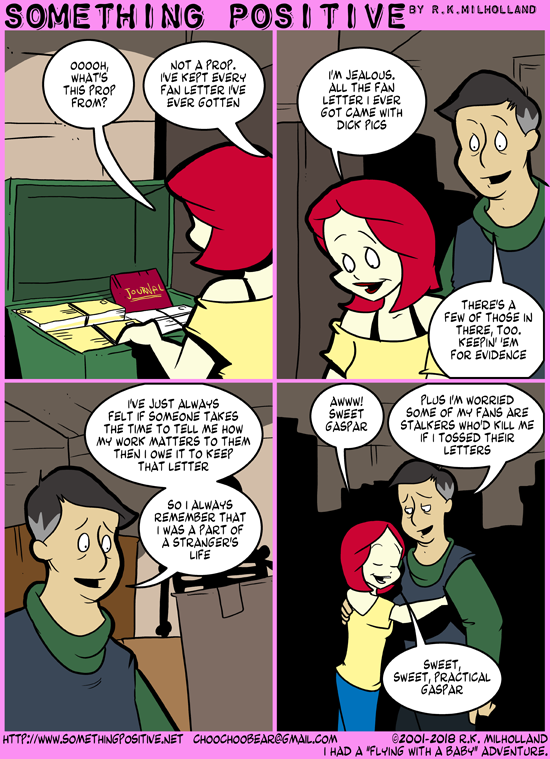 SOMETHING POSITIVE BY R.K.MILHOLLAND
OOOOH,
WHAT'S
THIS PROP
FROM?
NOT A PROP.
I'VE KEPT EVERY
FAN LETTER I'VE
EVER GOTTEN
JOURNAL
I'M JEALOUS.
ALL THE FAN
LETTER I EVER
GOT CAME WITH
DICK PICS
THERE'S A
FEW OF THOSE IN
THERE, TOO.
KEEPIN' 'EM
FOR EVIDENCE
I'VE JUST ALWAYS
FELT IF SOMEONE TAKES
THE TIME TO TELL ME HOW
MY WORK MATTERS TO THEM
THEN I OWE IT TO KEEP
THAT LETTER
SO I ALWAYS
REMEMBER THAT
I WAS A PART OF
A STRANGER'S
LIFE
AWWW!
SWEET
GASPAR
PLUS I'M WORRIED
SOME OF MY FANS ARE
STALKERS WHO'D KILL ME
IF I TOSSED THEIR
LETTERS
SWEET,
SWEET, PRACTICAL
GASPAR
HTTP://WWW.SOMETHINGPOSITIVE.NET CHOOCHOOBEAR@GMAIL.COM ©2001-2018 R.K. MILHOLLAND
I HAD A "FLYING WITH A BABY" ADVENTURE.